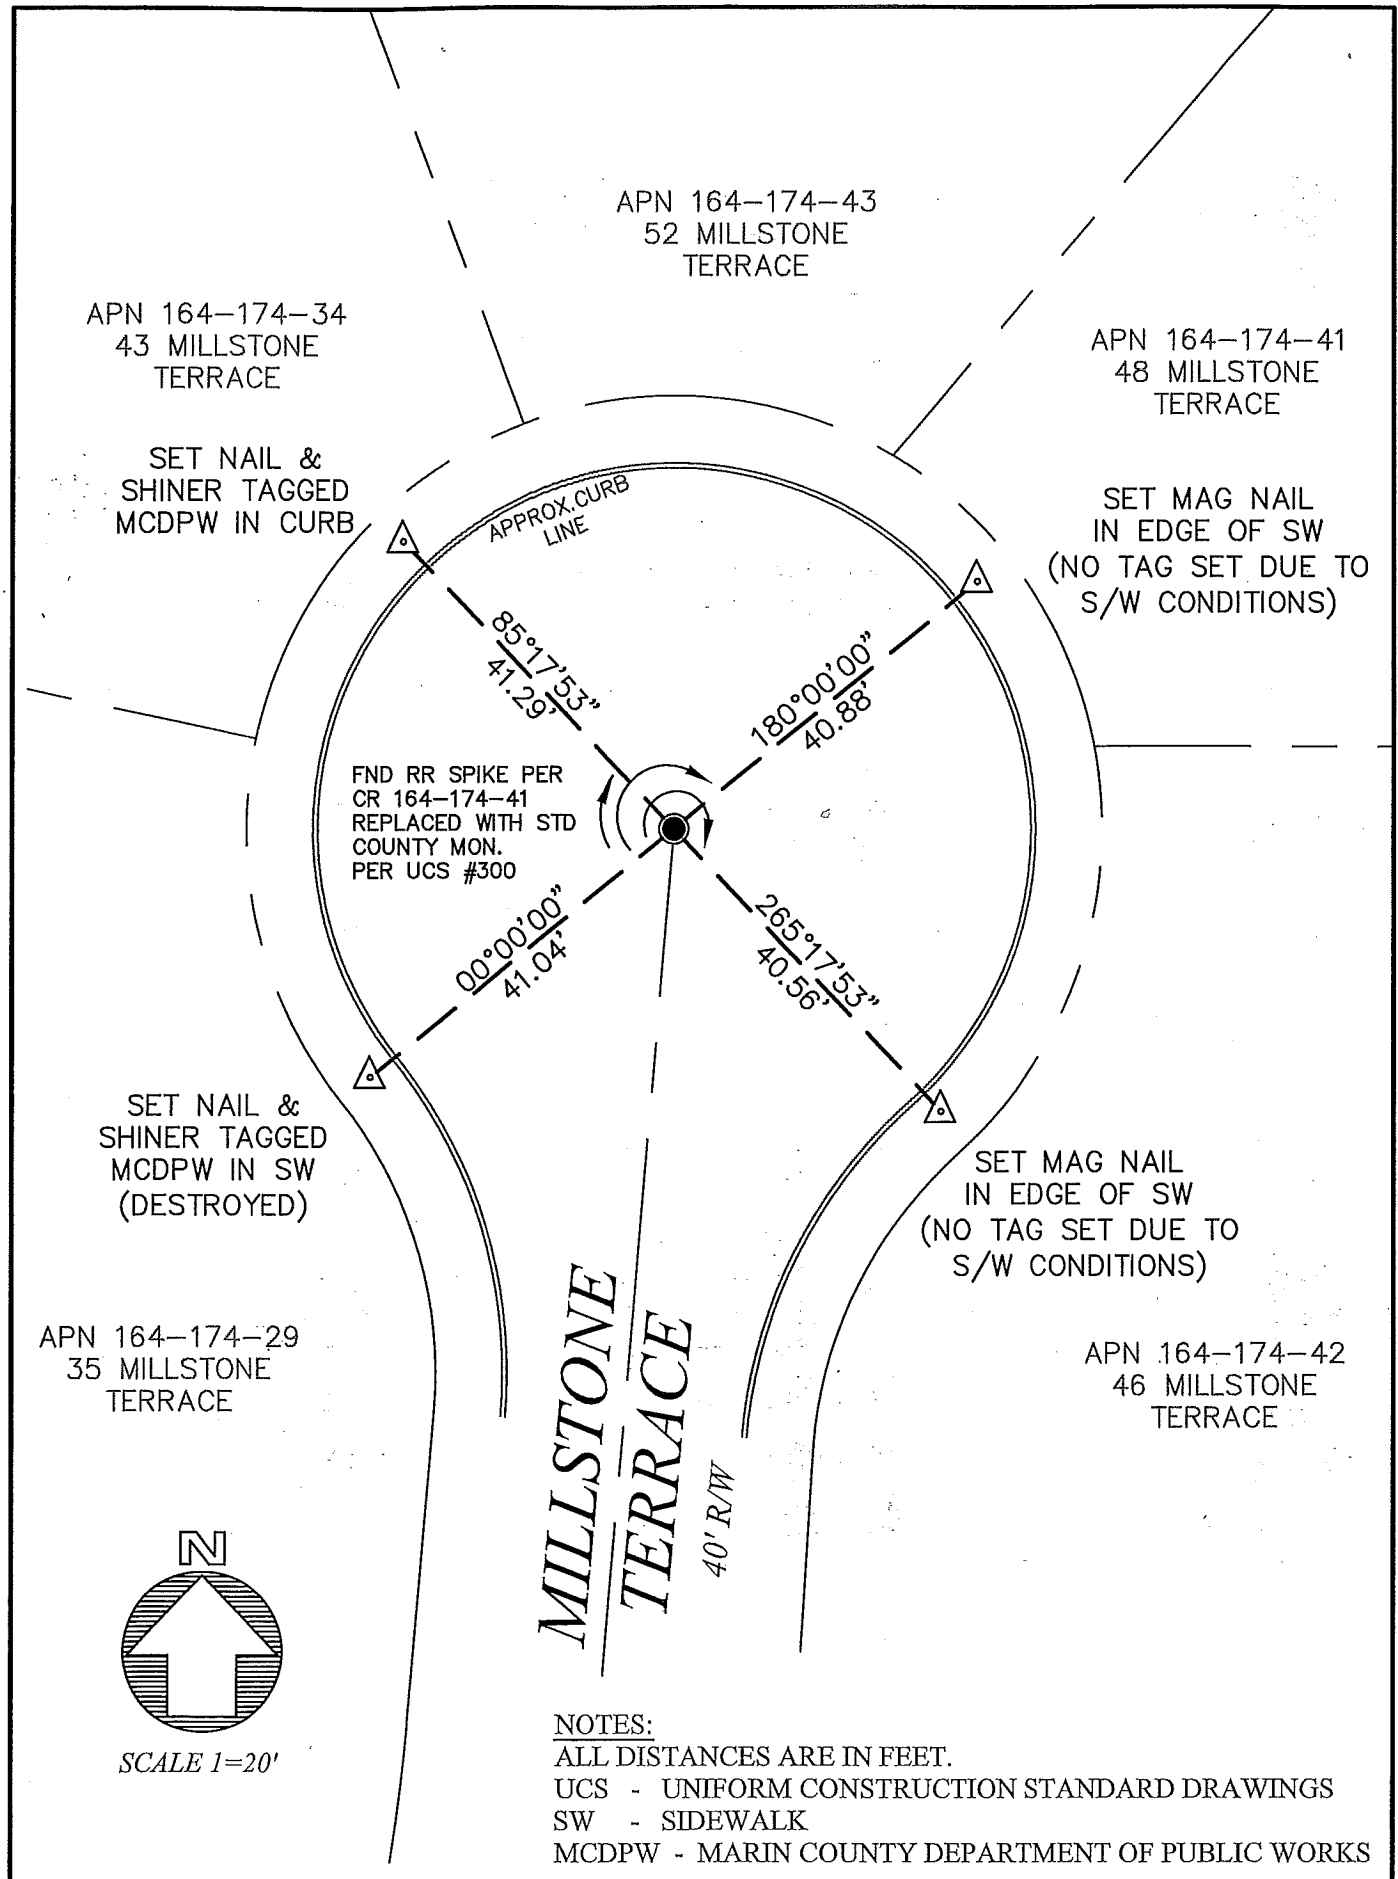 APN 164-174-43
52 MILLSTONE
TERRACE
APN 164-174-34
43 MILLSTONE
TERRACE
APN 164-174-41
48 MILLSTONE
TERRACE
SET NAIL &
SHINER TAGGED
MCDPW IN CURB
APPROX. CURB
LINE
SET MAG NAIL
IN EDGE OF SW
(NO TAG SET DUE TO
S/W CONDITIONS)
85°17'53"
41.29'
180°00'00"
40.88'
FND RR SPIKE PER
CR 164-174-41
REPLACED WITH STD
COUNTY MON.
PER UCS #300
00°00'00"
41.04'
265°17'53"
40.56'
SET NAIL &
SHINER TAGGED
MCDPW IN SW
(DESTROYED)
SET MAG NAIL
IN EDGE OF SW
(NO TAG SET DUE TO
S/W CONDITIONS)
APN 164-174-29
35 MILLSTONE
TERRACE
APN 164-174-42
46 MILLSTONE
TERRACE
MILLSTONE
TERRACE
40' R/W
N
SCALE 1=20'
NOTES:
ALL DISTANCES ARE IN FEET.
UCS - UNIFORM CONSTRUCTION STANDARD DRAWINGS
SW - SIDEWALK
MCDPW - MARIN COUNTY DEPARTMENT OF PUBLIC WORKS